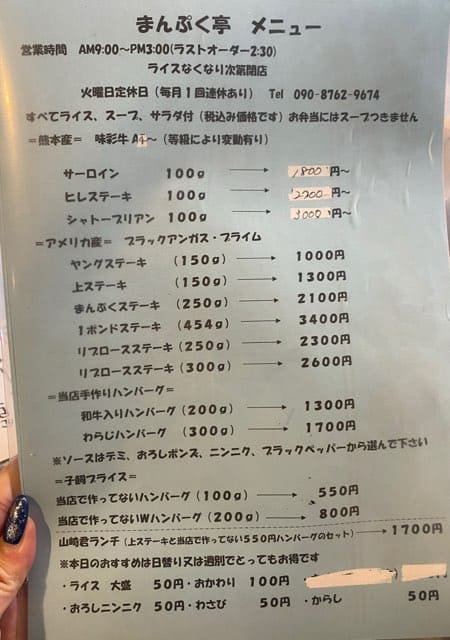 まんぷく亭 メニュー
営業時間 AM9:00～PM3:00(ラストオーダー2:30)
ライスなくなり次第閉店
火曜日定休日(毎月1回連休あり) Tel 090-8762-9674
すべてライス、スープ、サラダ付(税込み価格です)お弁当にはスープつきません
=熊本産= 味彩牛 A4～(等級により変動有り)
サーロイン 100g → 1800円～
ヒレステーキ 100g → 2200円～
シャトーブリアン 100g → 3000円～
=アメリカ産= ブラックアンガス・プライム
ヤングステーキ (150g) → 1000円
上ステーキ (150g) → 1300円
まんぷくステーキ (250g) → 2100円
1ポンドステーキ (454g) → 3400円
リブロースステーキ (250g) → 2300円
リブロースステーキ (300g) → 2600円
=当店手作りハンバーグ=
和牛入りハンバーグ (200g) → 1300円
わらじハンバーグ (300g) → 1700円
※ソースはデミ、おろしポンズ、ニンニク、ブラックペッパーから選んで下さい
=子飼プライス=
当店で作ってないハンバーグ (100g) → 550円
当店で作ってないWハンバーグ (200g) → 800円
山崎君ランチ (上ステーキと当店で作ってない550円ハンバーグのセット) → 1700円
※本日のおすすめは日替り又は週別でとってもお得です
・ライス 大盛 50円・おかわり 100円
・おろしニンニク 50円・わさび 50円・からし 50円